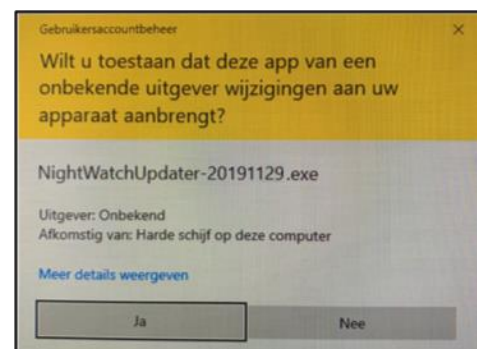 Gebruikersaccountbeheer
Wilt u toestaan dat deze app van een
onbekende uitgever wijzigingen aan uw
apparaat aanbrengt?
NightWatchUpdater-20191129.exe
Uitgever: Onbekend
Afkomstig van: Harde schijf op deze computer
Meer details weergeven
Ja
Nee